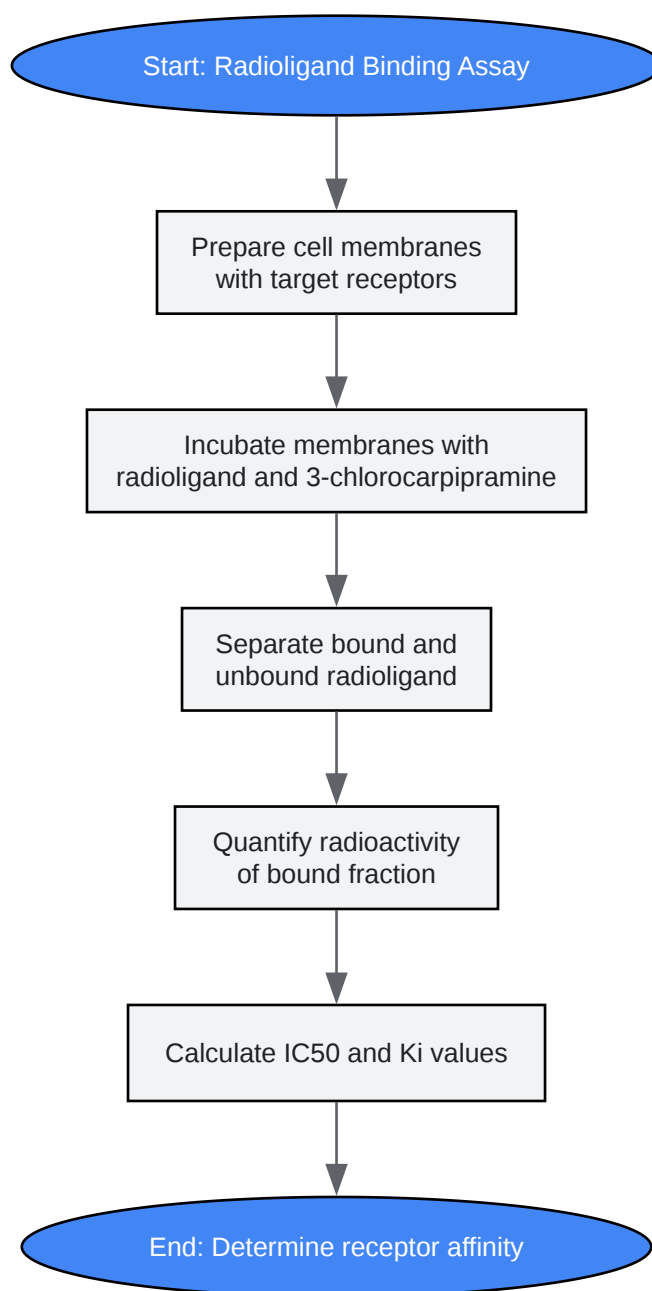 Start: Radioligand Binding Assay
Prepare cell membranes
with target receptors
Incubate membranes with
radioligand and 3-chlorocarpipramine
Separate bound and
unbound radioligand
Quantify radioactivity
of bound fraction
Calculate IC50 and Ki values
End: Determine receptor affinity